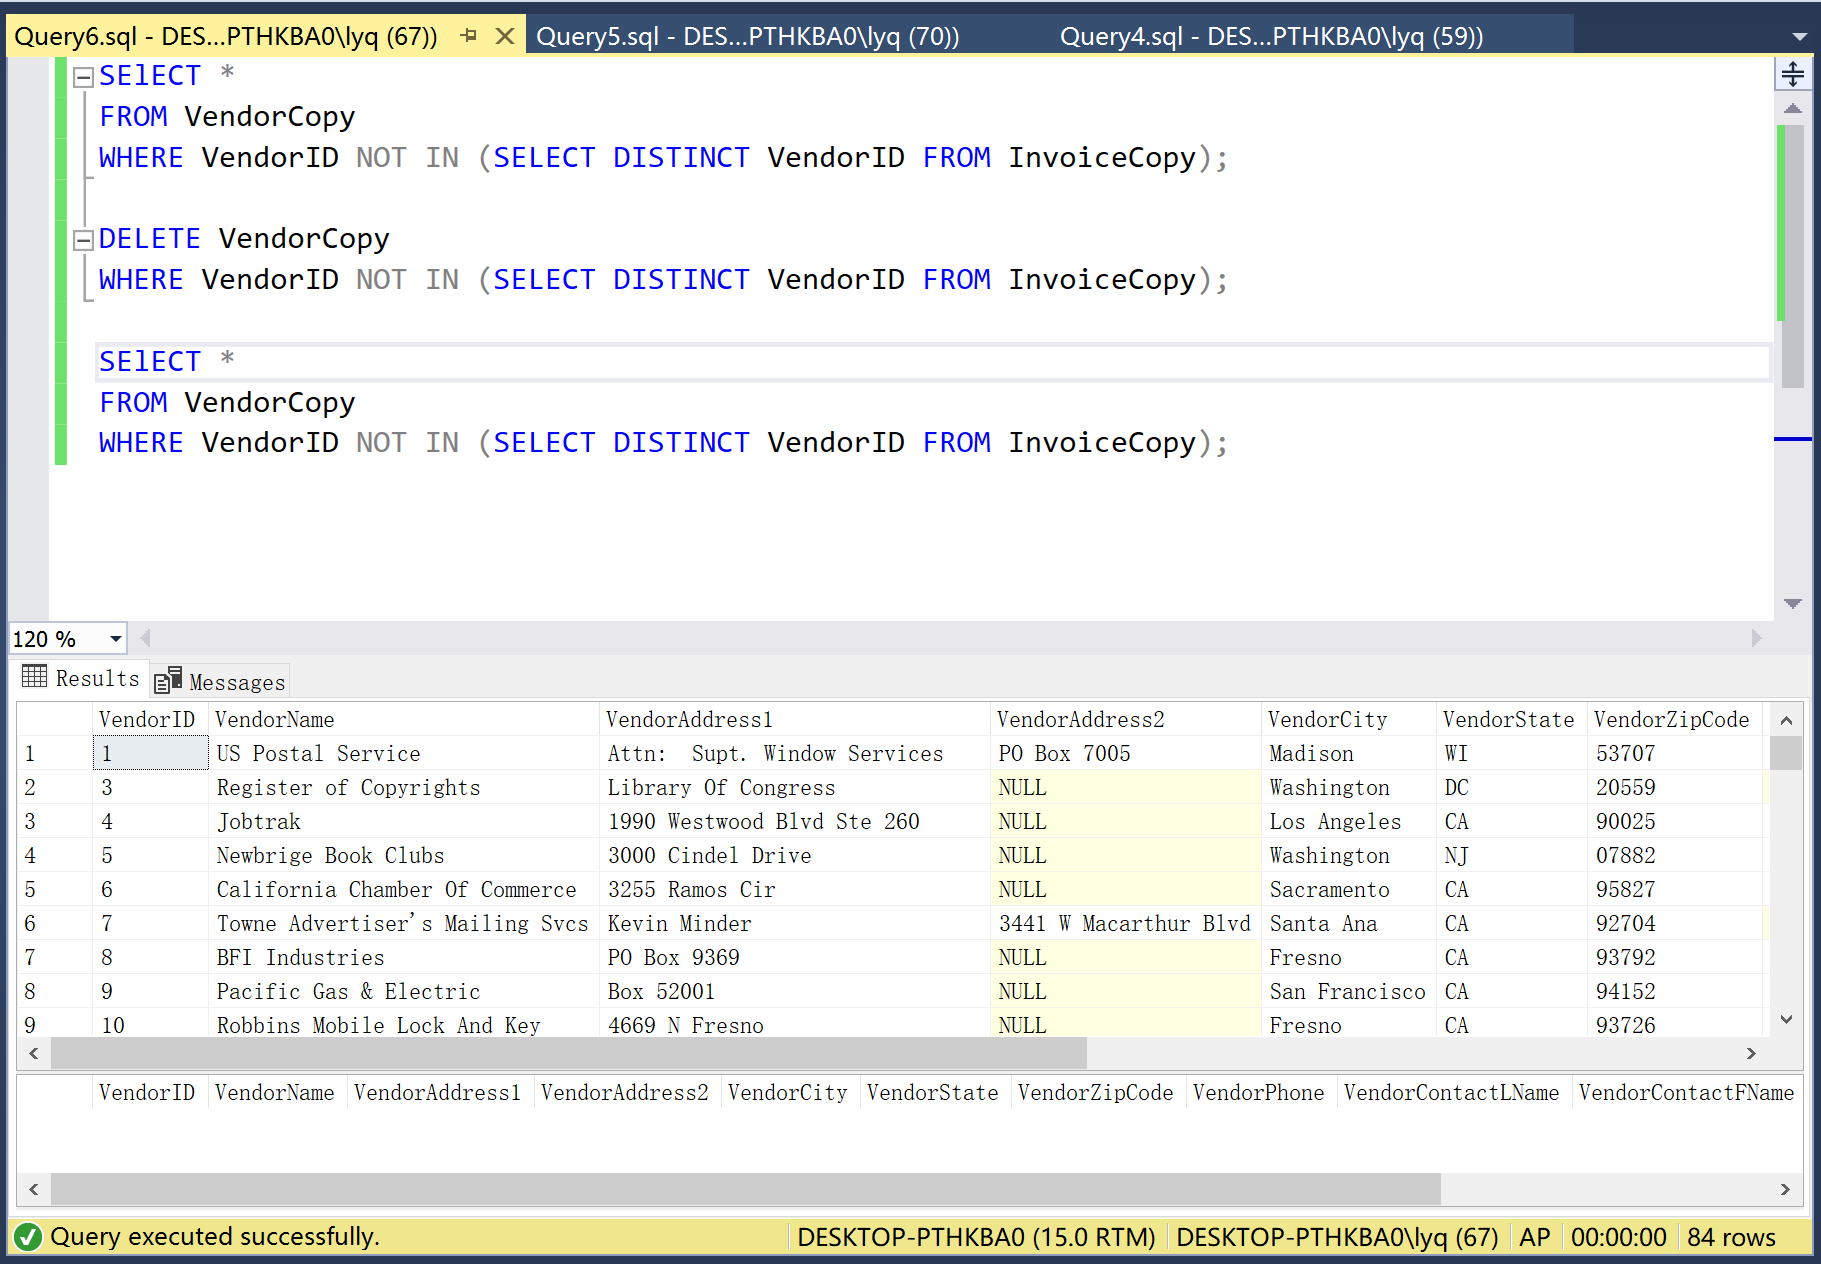 Query6.sql - DES...PTHKBA0\lyq (67)) Query5.sql - DES...PTHKBA0\lyq (70)) Query4.sql - DES...PTHKBA0\lyq (59))
SElECT *
FROM VendorCopy
WHERE VendorID NOT IN (SELECT DISTINCT VendorID FROM InvoiceCopy);
DELETE VendorCopy
WHERE VendorID NOT IN (SELECT DISTINCT VendorID FROM InvoiceCopy);
SElECT *
FROM VendorCopy
WHERE VendorID NOT IN (SELECT DISTINCT VendorID FROM InvoiceCopy);
120 %
Results Messages
VendorID VendorName VendorAddress1 VendorAddress2 VendorCity VendorState VendorZipCode
1 1 US Postal Service Attn:  Supt. Window Services PO Box 7005 Madison WI 53707
2 3 Register of Copyrights Library Of Congress NULL Washington DC 20559
3 4 Jobtrak 1990 Westwood Blvd Ste 260 NULL Los Angeles CA 90025
4 5 Newbrige Book Clubs 3000 Cindel Drive NULL Washington NJ 07882
5 6 California Chamber Of Commerce 3255 Ramos Cir NULL Sacramento CA 95827
6 7 Towne Advertiser's Mailing Svcs Kevin Minder 3441 W Macarthur Blvd Santa Ana CA 92704
7 8 BFI Industries PO Box 9369 NULL Fresno CA 93792
8 9 Pacific Gas & Electric Box 52001 NULL San Francisco CA 94152
9 10 Robbins Mobile Lock And Key 4669 N Fresno NULL Fresno CA 93726
VendorID VendorName VendorAddress1 VendorAddress2 VendorCity VendorState VendorZipCode VendorPhone VendorContactLName VendorContactFName
Query executed successfully. DESKTOP-PTHKBA0 (15.0 RTM) DESKTOP-PTHKBA0\lyq (67) AP 00:00:00 84 rows